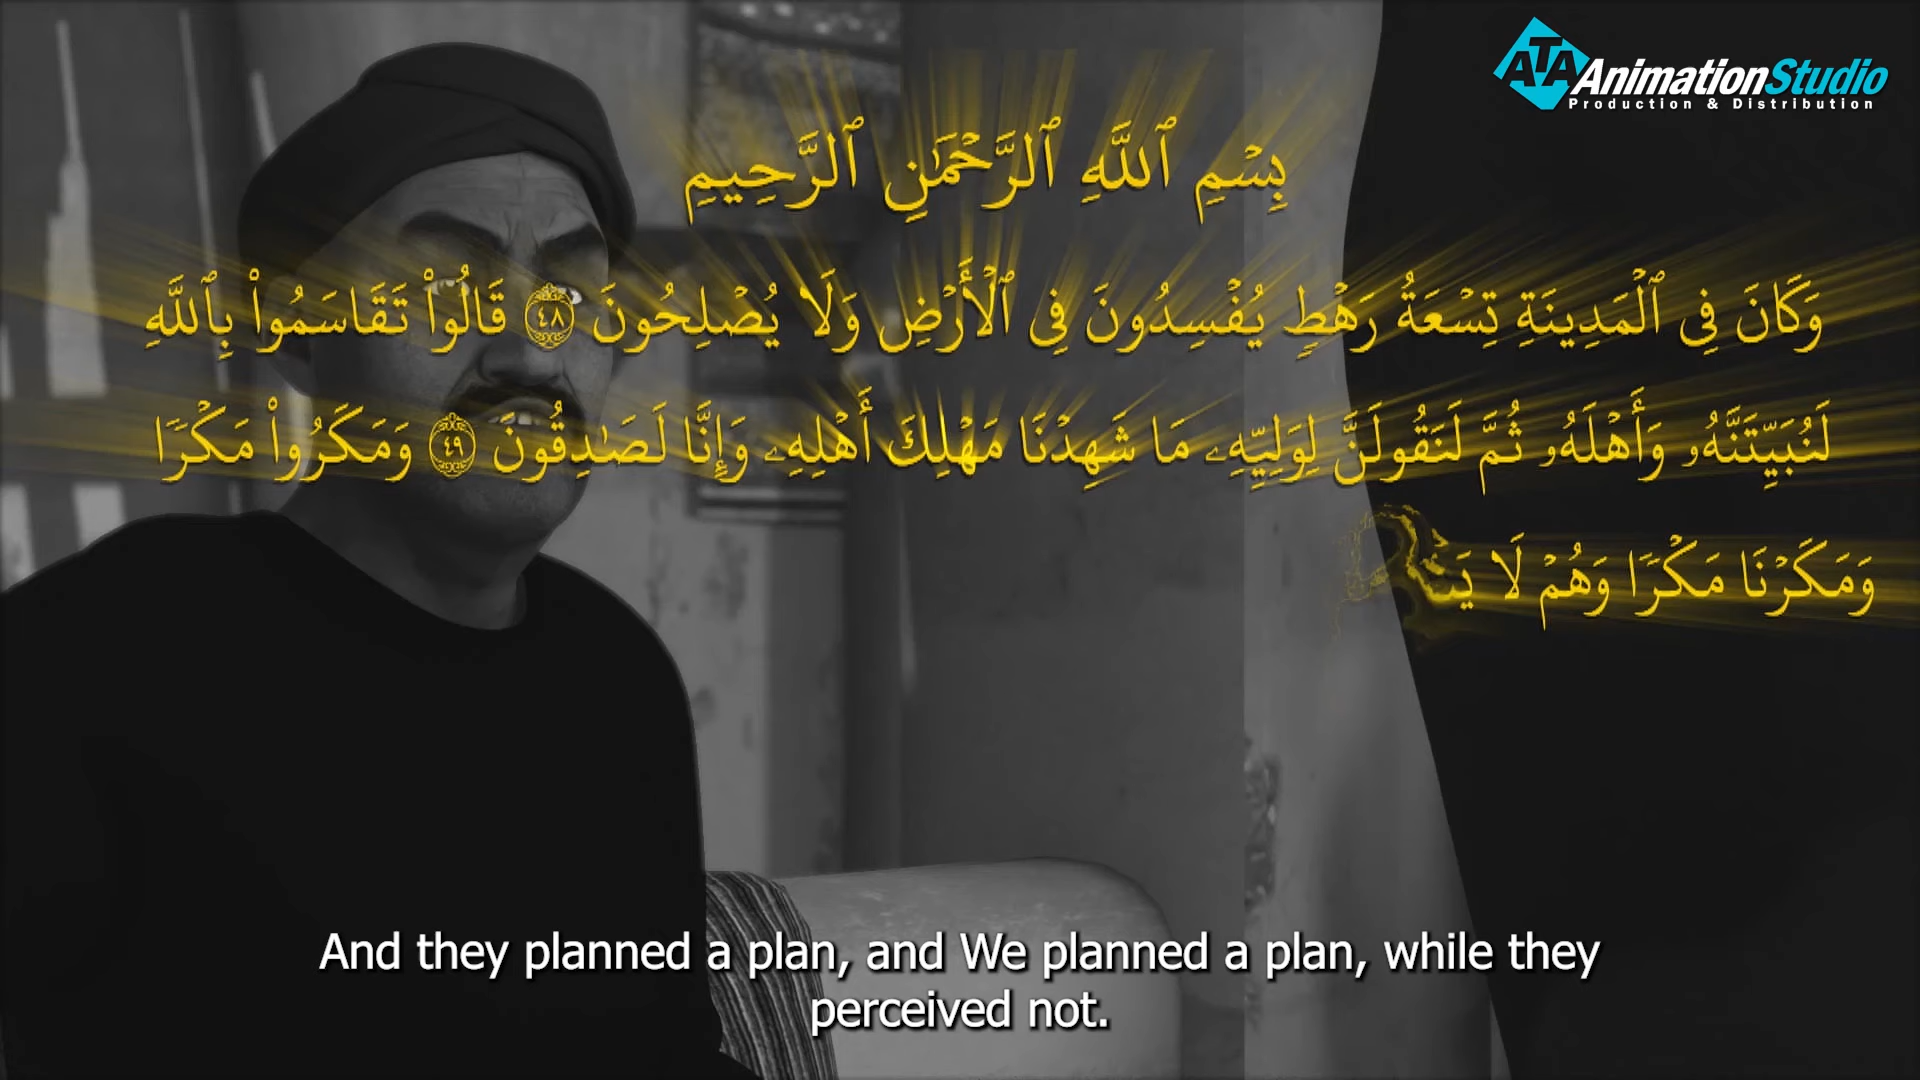 ATA AnimationStudio
Production & Distribution
بِسْمِ ٱللَّهِ ٱلرَّحْمَٰنِ ٱلرَّحِيمِ
وَكَانَ فِى ٱلْمَدِينَةِ تِسْعَةُ رَهْطٍ يُفْسِدُونَ فِى ٱلْأَرْضِ وَلَا يُصْلِحُونَ ٤٨ قَالُوا۟ تَقَاسَمُوا۟ بِٱللَّهِ
لَنُبَيِّتَنَّهُۥ وَأَهْلَهُۥ ثُمَّ لَنَقُولَنَّ لِوَلِيِّهِۦ مَا شَهِدْنَا مَهْلِكَ أَهْلِهِۦ وَإِنَّا لَصَٰدِقُونَ ٤٩ وَمَكَرُوا۟ مَكْرًا
وَمَكَرْنَا مَكْرًا وَهُمْ لَا
And they planned a plan, and We planned a plan, while they
perceived not.